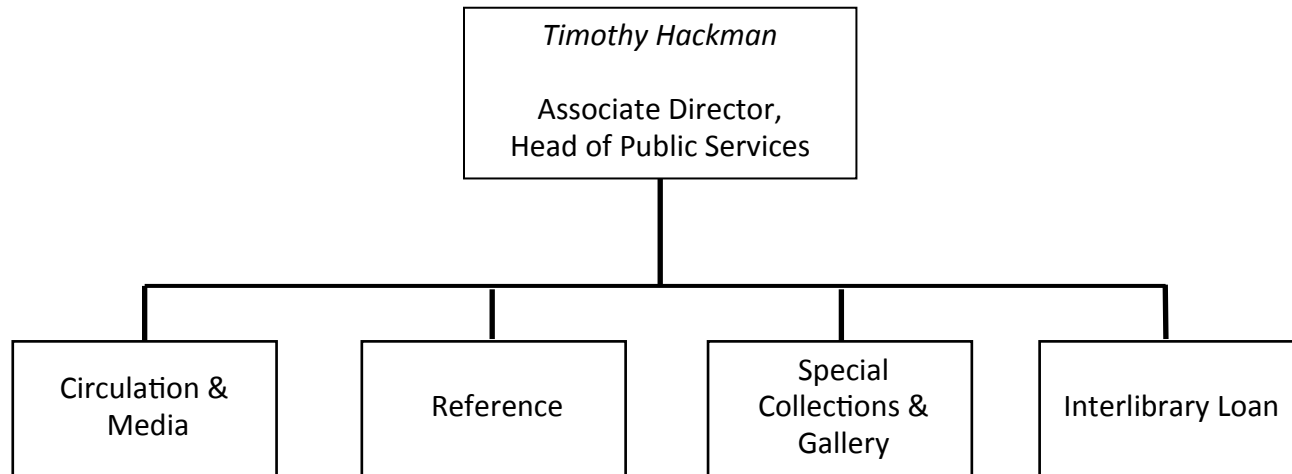 Timothy Hackman
Associate Director,
Head of Public Services
Circulation &
Media
Reference
Special
Collections &
Gallery
Interlibrary Loan